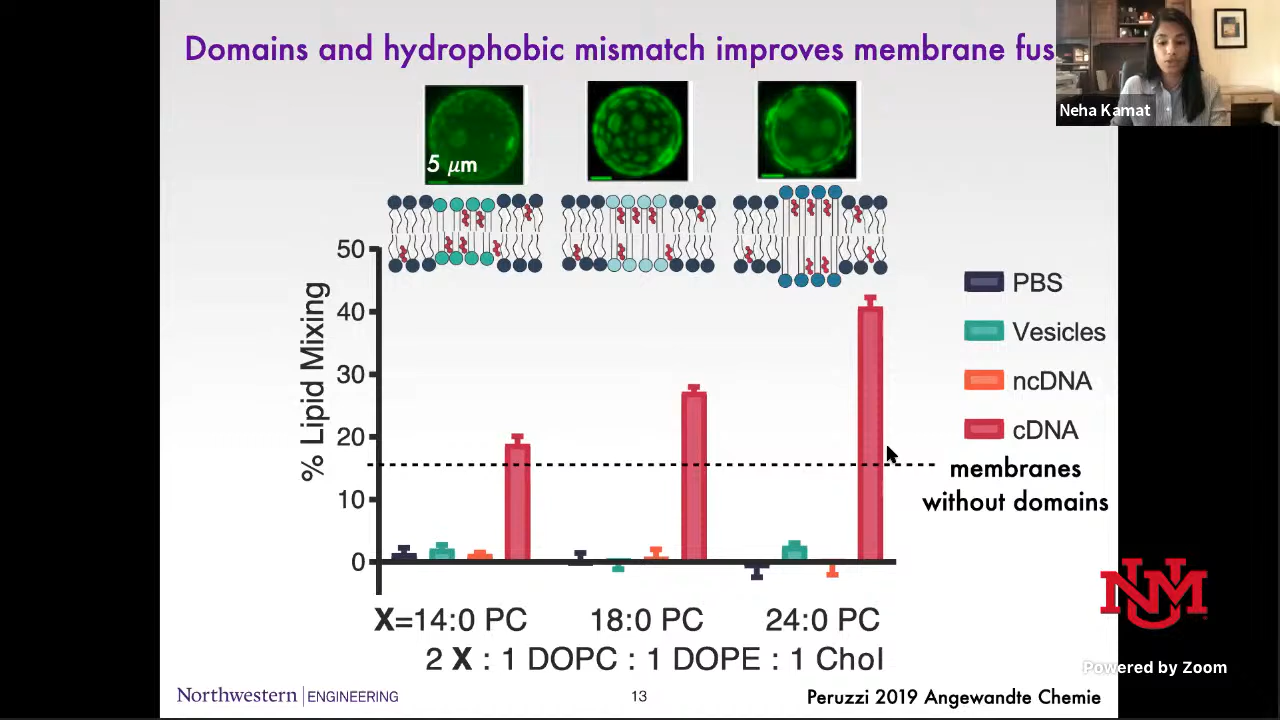 Domains and hydrophobic mismatch improves membrane fus
Neha Kamat
5 μm
50
40
30
20
10
0
% Lipid Mixing
PBS
Vesicles
ncDNA
cDNA
membranes
without domains
X=14:0 PC 18:0 PC 24:0 PC
2 X : 1 DOPC : 1 DOPE : 1 Chol
UNM
Powered by Zoom
Northwestern | ENGINEERING
13
Peruzzi 2019 Angewandte Chemie